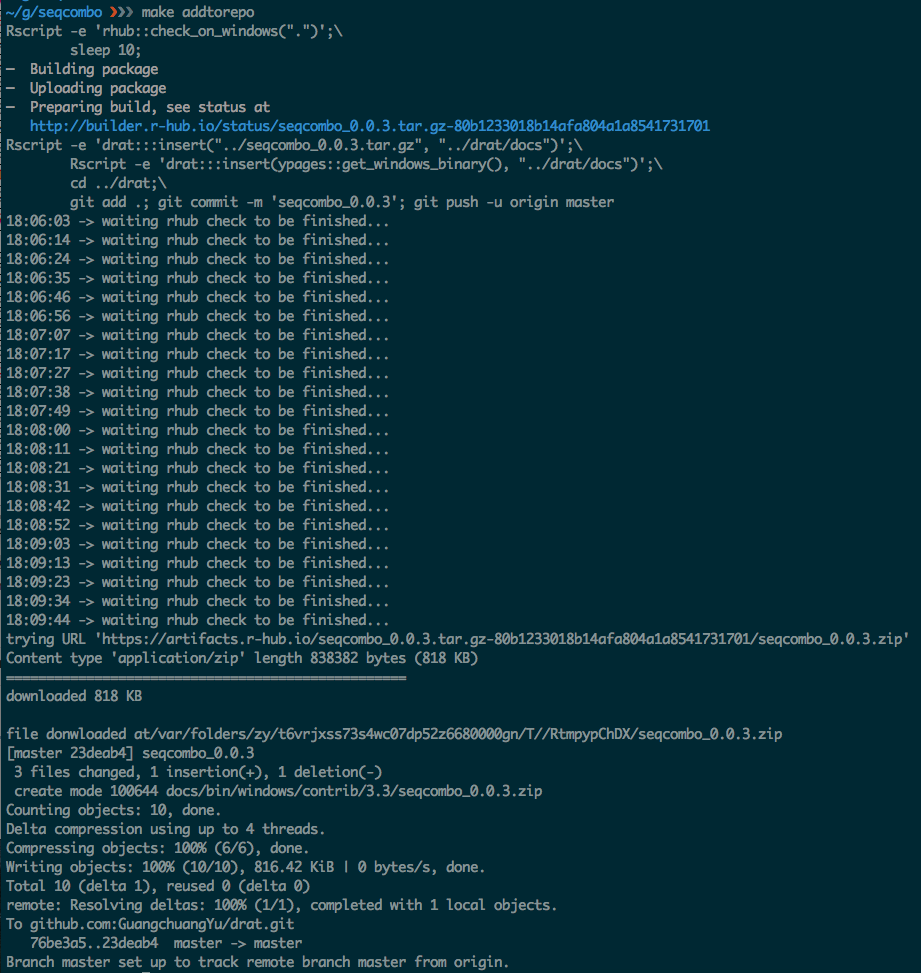 ~/g/seqcombo ❯❯❯ make addtorepo
Rscript -e 'rhub::check_on_windows(".")';\
        sleep 10;
−  Building package
−  Uploading package
−  Preparing build, see status at
   http://builder.r-hub.io/status/seqcombo_0.0.3.tar.gz-80b1233018b14afa804a1a8541731701
Rscript -e 'drat:::insert("../seqcombo_0.0.3.tar.gz", "../drat/docs")';\
        Rscript -e 'drat:::insert(ypages::get_windows_binary(), "../drat/docs")';\
        cd ../drat;\
        git add .; git commit -m 'seqcombo_0.0.3'; git push -u origin master
18:06:03 -> waiting rhub check to be finished...
18:06:14 -> waiting rhub check to be finished...
18:06:24 -> waiting rhub check to be finished...
18:06:35 -> waiting rhub check to be finished...
18:06:46 -> waiting rhub check to be finished...
18:06:56 -> waiting rhub check to be finished...
18:07:07 -> waiting rhub check to be finished...
18:07:17 -> waiting rhub check to be finished...
18:07:27 -> waiting rhub check to be finished...
18:07:38 -> waiting rhub check to be finished...
18:07:49 -> waiting rhub check to be finished...
18:08:00 -> waiting rhub check to be finished...
18:08:11 -> waiting rhub check to be finished...
18:08:21 -> waiting rhub check to be finished...
18:08:31 -> waiting rhub check to be finished...
18:08:42 -> waiting rhub check to be finished...
18:08:52 -> waiting rhub check to be finished...
18:09:03 -> waiting rhub check to be finished...
18:09:13 -> waiting rhub check to be finished...
18:09:23 -> waiting rhub check to be finished...
18:09:34 -> waiting rhub check to be finished...
18:09:44 -> waiting rhub check to be finished...
trying URL 'https://artifacts.r-hub.io/seqcombo_0.0.3.tar.gz-80b1233018b14afa804a1a8541731701/seqcombo_0.0.3.zip'
Content type 'application/zip' length 838382 bytes (818 KB)
==================================================
downloaded 818 KB

file donwloaded at/var/folders/zy/t6vrjxss73s4wc07dp52z6680000gn/T//RtmpypChDX/seqcombo_0.0.3.zip
[master 23deab4] seqcombo_0.0.3
 3 files changed, 1 insertion(+), 1 deletion(-)
 create mode 100644 docs/bin/windows/contrib/3.3/seqcombo_0.0.3.zip
Counting objects: 10, done.
Delta compression using up to 4 threads.
Compressing objects: 100% (6/6), done.
Writing objects: 100% (10/10), 816.42 KiB | 0 bytes/s, done.
Total 10 (delta 1), reused 0 (delta 0)
remote: Resolving deltas: 100% (1/1), completed with 1 local objects.
To github.com:GuangchuangYu/drat.git
   76be3a5..23deab4  master -> master
Branch master set up to track remote branch master from origin.